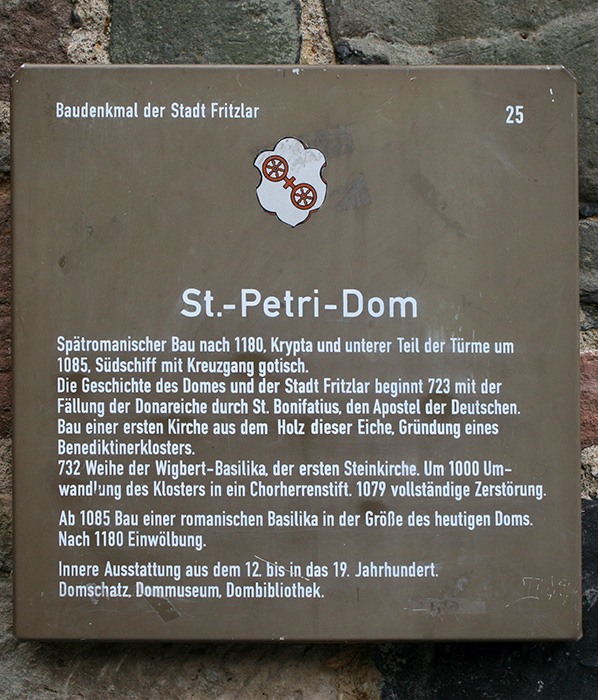 Baudenkmal der Stadt Fritzlar
25
St.-Petri-Dom
Spätromanischer Bau nach 1180, Krypta und unterer Teil der Türme um
1085, Südschiff mit Kreuzgang gotisch.
Die Geschichte des Domes und der Stadt Fritzlar beginnt 723 mit der
Fällung der Donareiche durch St. Bonifatius, den Apostel der Deutschen.
Bau einer ersten Kirche aus dem Holz dieser Eiche, Gründung eines
Benediktinerklosters.
732 Weihe der Wigbert-Basilika, der ersten Steinkirche. Um 1000 Um-
wandlung des Klosters in ein Chorherrenstift. 1079 vollständige Zerstörung.
Ab 1085 Bau einer romanischen Basilika in der Größe des heutigen Doms.
Nach 1180 Einwölbung.
Innere Ausstattung aus dem 12. bis in das 19. Jahrhundert.
Domschatz, Dommuseum, Dombibliothek.